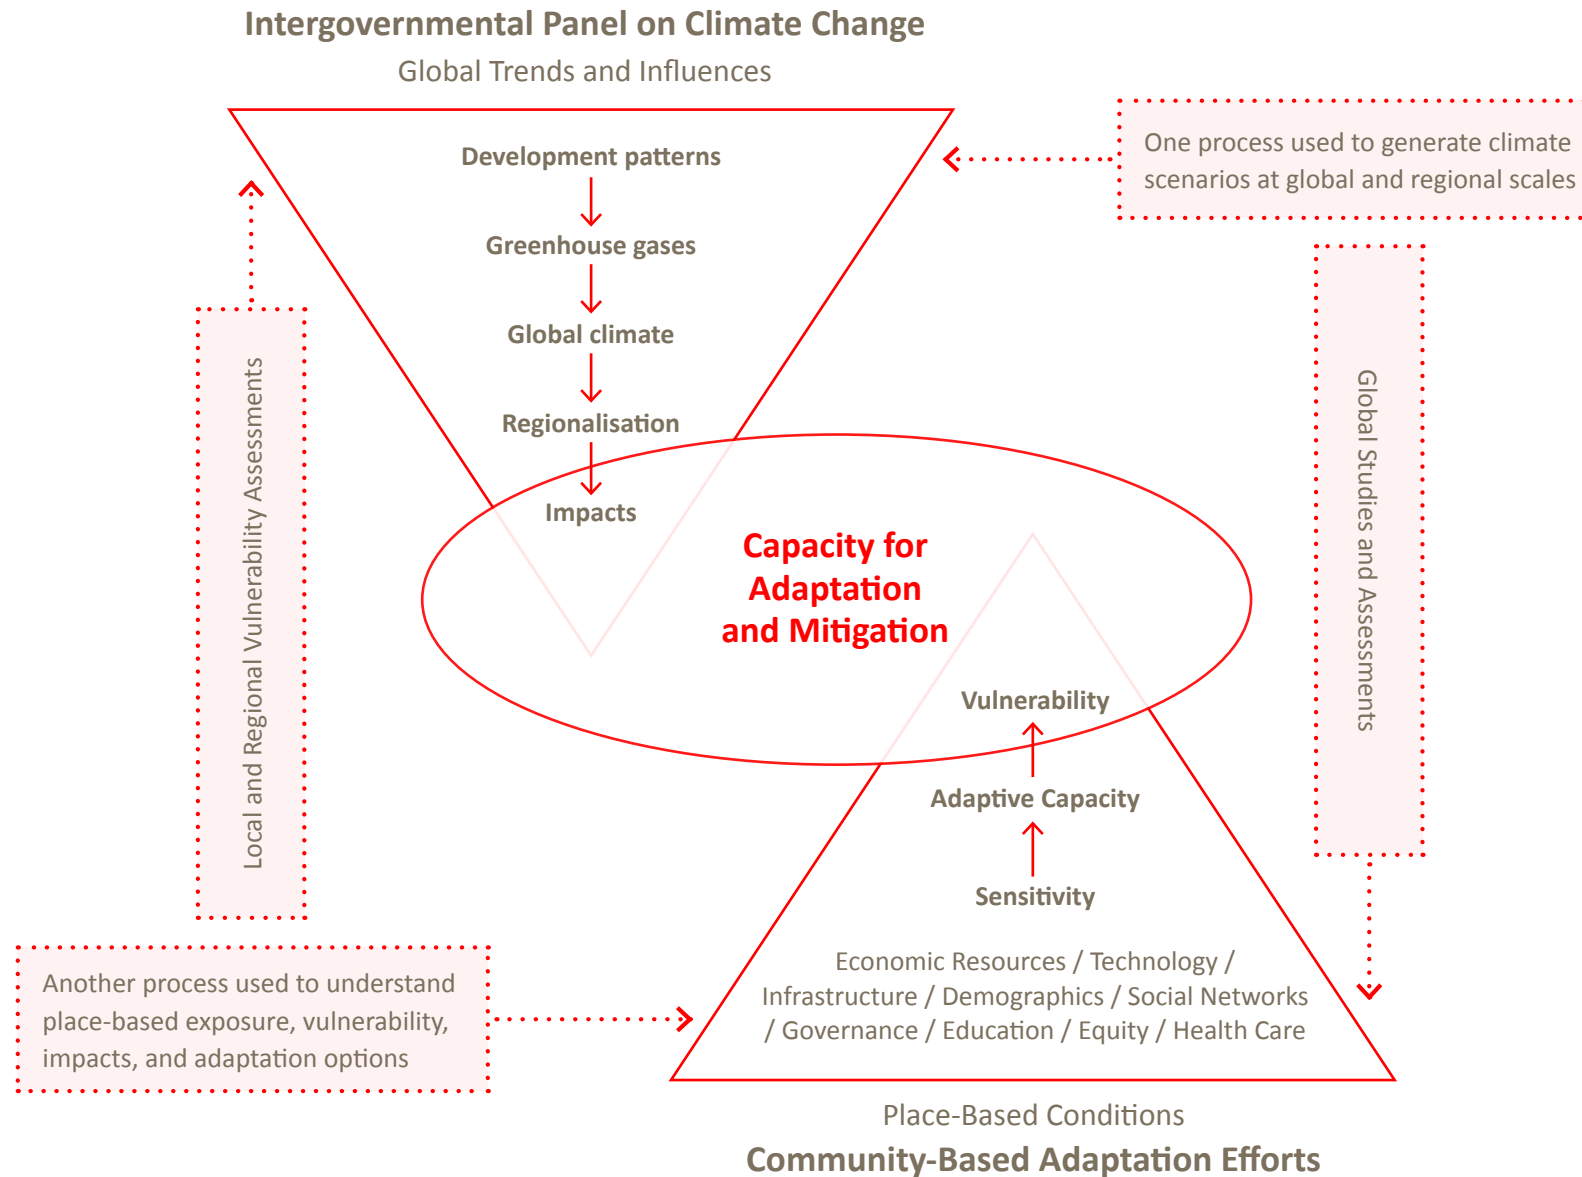 Intergovernmental Panel on Climate Change
Global Trends and Influences
Development patterns
Greenhouse gases
Global climate
Regionalisation
Impacts
One process used to generate climate
scenarios at global and regional scales
Local and Regional Vulnerability Assessments
Global Studies and Assessments
Capacity for
Adaptation
and Mitigation
Vulnerability
Adaptive Capacity
Sensitivity
Economic Resources / Technology /
Infrastructure / Demographics / Social Networks
/ Governance / Education / Equity / Health Care
Another process used to understand
place-based exposure, vulnerability,
impacts, and adaptation options
Place-Based Conditions
Community-Based Adaptation Efforts